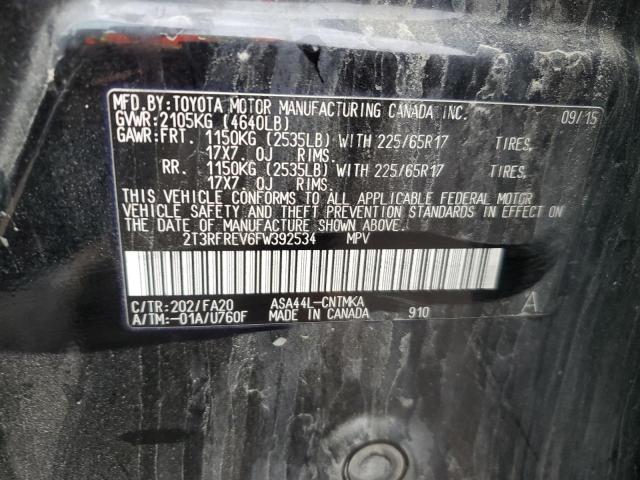 MFD.BY:TOYOTA MOTOR MANUFACTURING CANADA INC.
GVWR:2105KG (4640LB) 09/15
GAWR:FRT. 1150KG (2535LB) WITH 225/65R17 TIRES,
17X7.0J RIMS.
RR. 1150KG (2535LB) WITH 225/65R17 TIRES,
17X7.0J RIMS.
THIS VEHICLE CONFORMS TO ALL APPLICABLE FEDERAL MOTOR
VEHICLE SAFETY AND THEFT PREVENTION STANDARDS IN EFFECT ON
THE DATE OF MANUFACTURE SHOWN ABOVE.
2T3RFREV6FW392534 MPV
C/TR:202/FA20 ASA44L-CNTMKA A
A/TM:-01A/U760F MADE IN CANADA 910